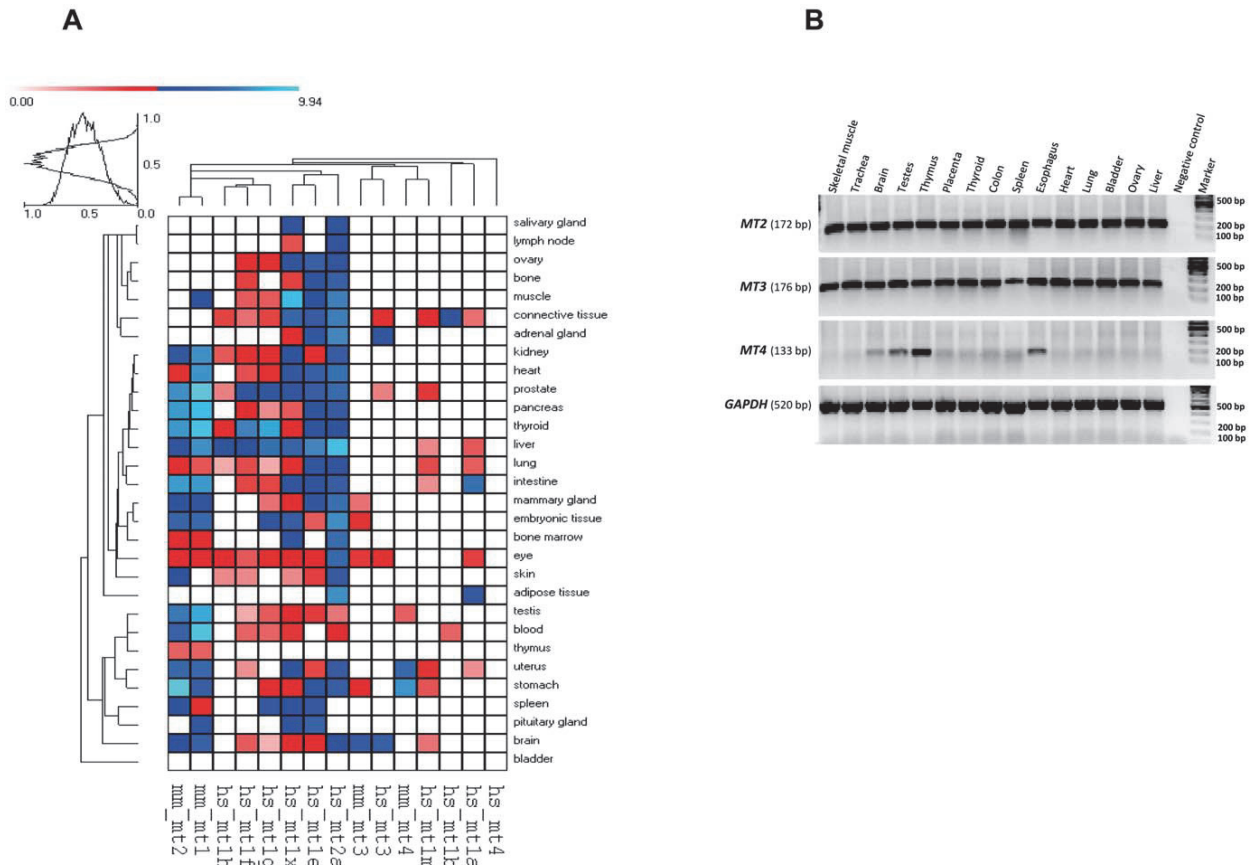 A
B
0.00
9.94
1.0
0.5
1.0
0.5
0.0
salivary gland
lymph node
ovary
bone
muscle
connective tissue
adrenal gland
kidney
heart
prostate
pancreas
thyroid
liver
lung
intestine
mammary gland
embryonic tissue
bone marrow
eye
skin
adipose tissue
testis
blood
thymus
uterus
stomach
spleen
pituitary gland
brain
bladder
mm_mt2
mm_mt1
hs_mt1h
hs_mt1f
hs_mt1g
hs_mt1x
hs_mt1e
hs_mt2a
mm_mt3
hs_mt3
mm_mt4
hs_mt1m
hs_mt1b
hs_mt1a
hs_mt4
Skeletal muscle
Trachea
Brain
Testes
Thymus
Placenta
Thyroid
Colon
Spleen
Esophagus
Heart
Lung
Bladder
Ovary
Liver
Negative control
Marker
MT2 (172 bp)
500 bp
200 bp
100 bp
MT3 (176 bp)
500 bp
200 bp
100 bp
MT4 (133 bp)
500 bp
200 bp
100 bp
GAPDH (520 bp)
500 bp
200 bp
100 bp